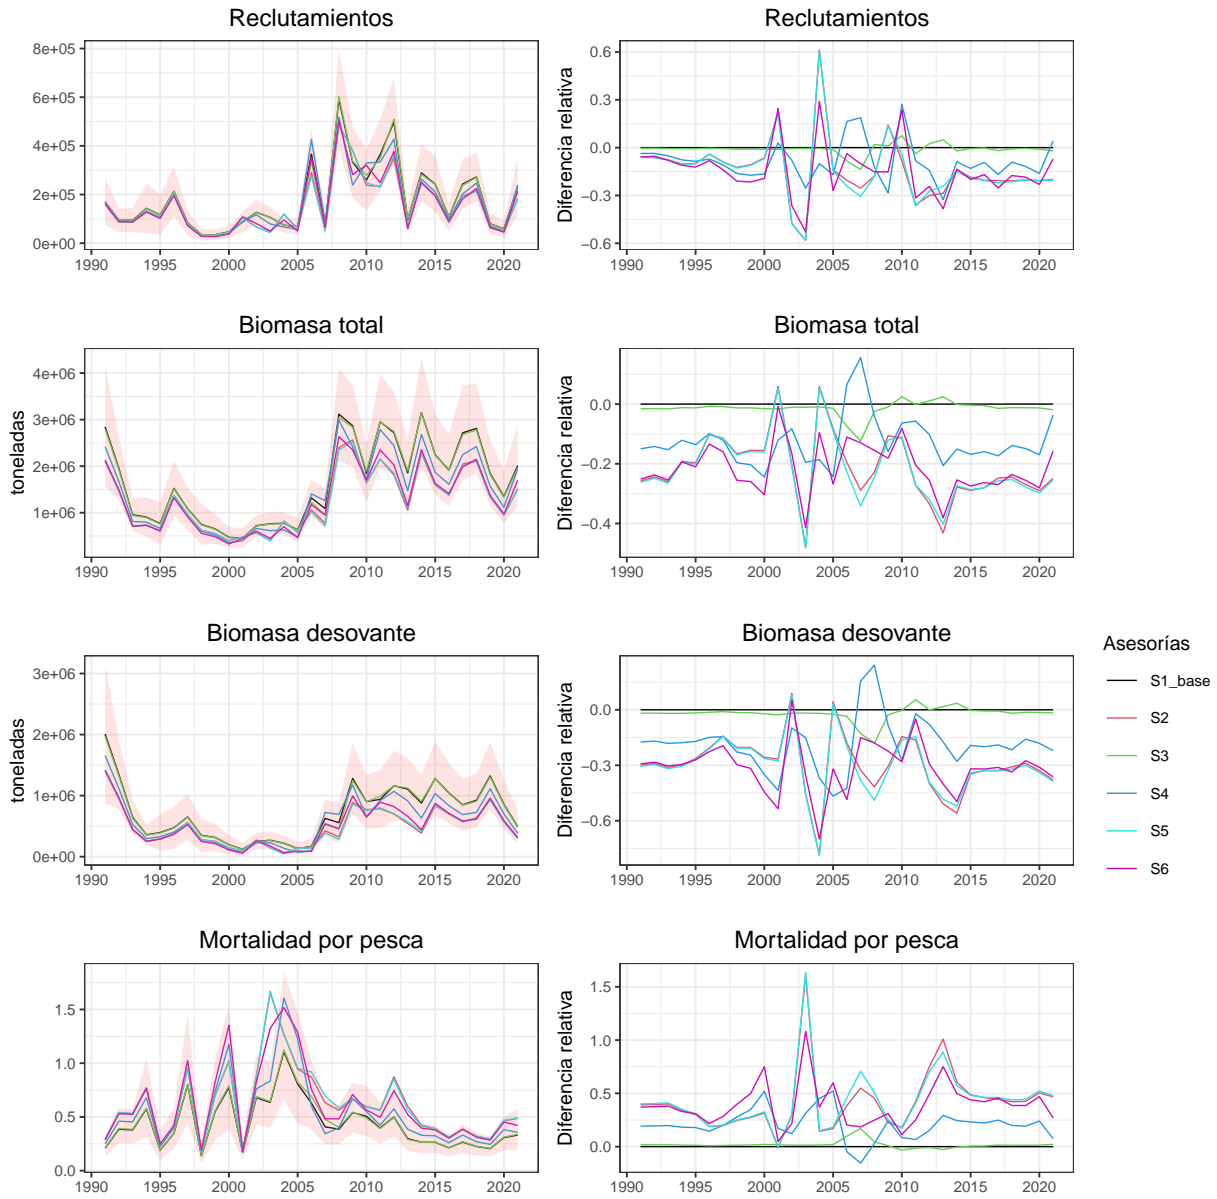 Reclutamientos
Reclutamientos
8e+05
6e+05
4e+05
2e+05
0e+00
1990 1995 2000 2005 2010 2015 2020
Diferencia relativa
0.6
0.3
0.0
−0.3
−0.6
1990 1995 2000 2005 2010 2015 2020
Biomasa total
Biomasa total
toneladas
4e+06
3e+06
2e+06
1e+06
1990 1995 2000 2005 2010 2015 2020
Diferencia relativa
0.0
−0.2
−0.4
1990 1995 2000 2005 2010 2015 2020
Biomasa desovante
Biomasa desovante
toneladas
3e+06
2e+06
1e+06
0e+00
1990 1995 2000 2005 2010 2015 2020
Diferencia relativa
0.0
−0.3
−0.6
1990 1995 2000 2005 2010 2015 2020
Asesorías
S1_base
S2
S3
S4
S5
S6
Mortalidad por pesca
Mortalidad por pesca
1.5
1.0
0.5
0.0
1990 1995 2000 2005 2010 2015 2020
Diferencia relativa
1.5
1.0
0.5
0.0
1990 1995 2000 2005 2010 2015 2020